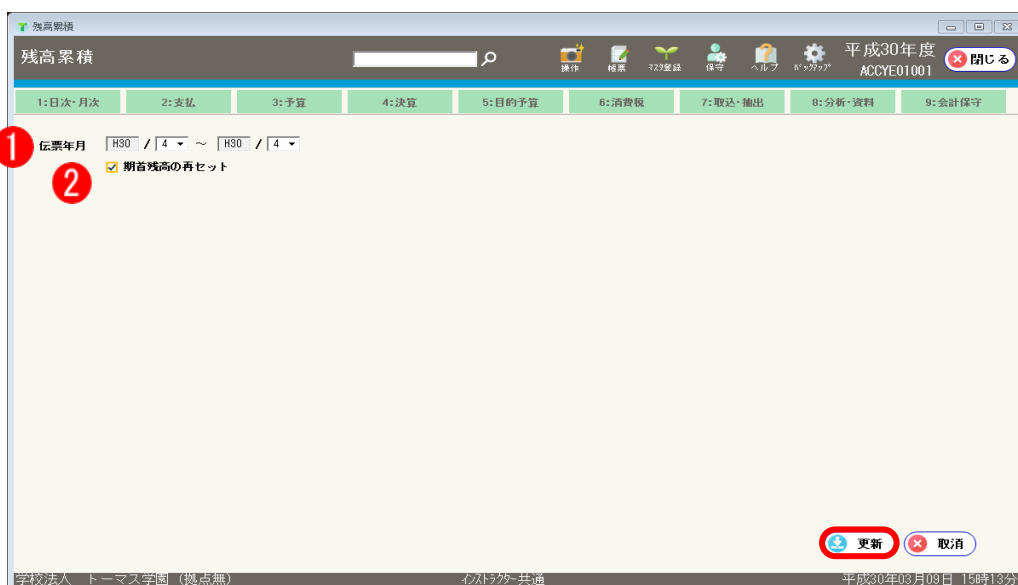 残高累積
残高累積
操作 帳票 ﾏｽﾀ登録 保守 ヘルプ ﾊﾞｯｸｱｯﾌﾟ
平成30年度
ACCYE01001
閉じる
1:日次・月次 2:支払 3:予算 4:決算 5:目的予算 6:消費税 7:取込・抽出 8:分析・資料 9:会計保守
1 伝票年月 H30 / 4 ～ H30 / 4
2 期首残高の再セット
更新 取消
学校法人 トーマス学園 (拠点無) ｲﾝｽﾄﾗｸﾀｰ共通 平成30年03月09日 15時13分